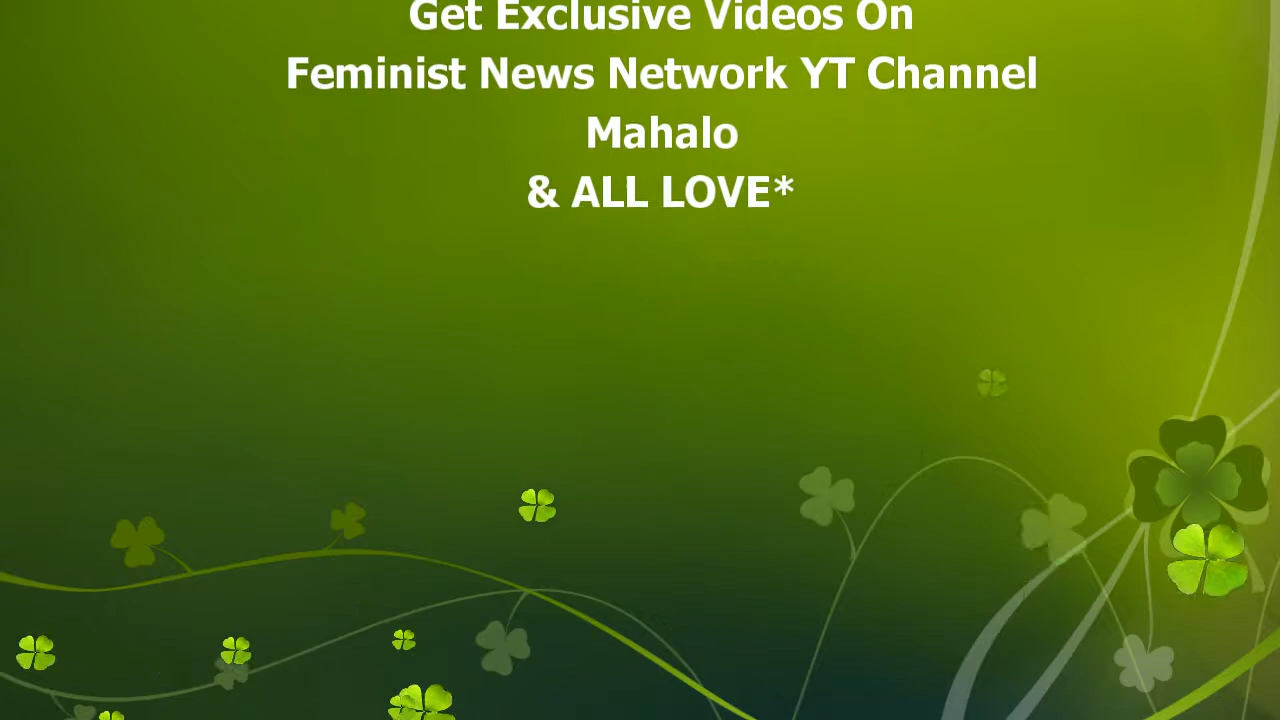 Get Exclusive Videos On
Feminist News Network YT Channel
Mahalo
& ALL LOVE*